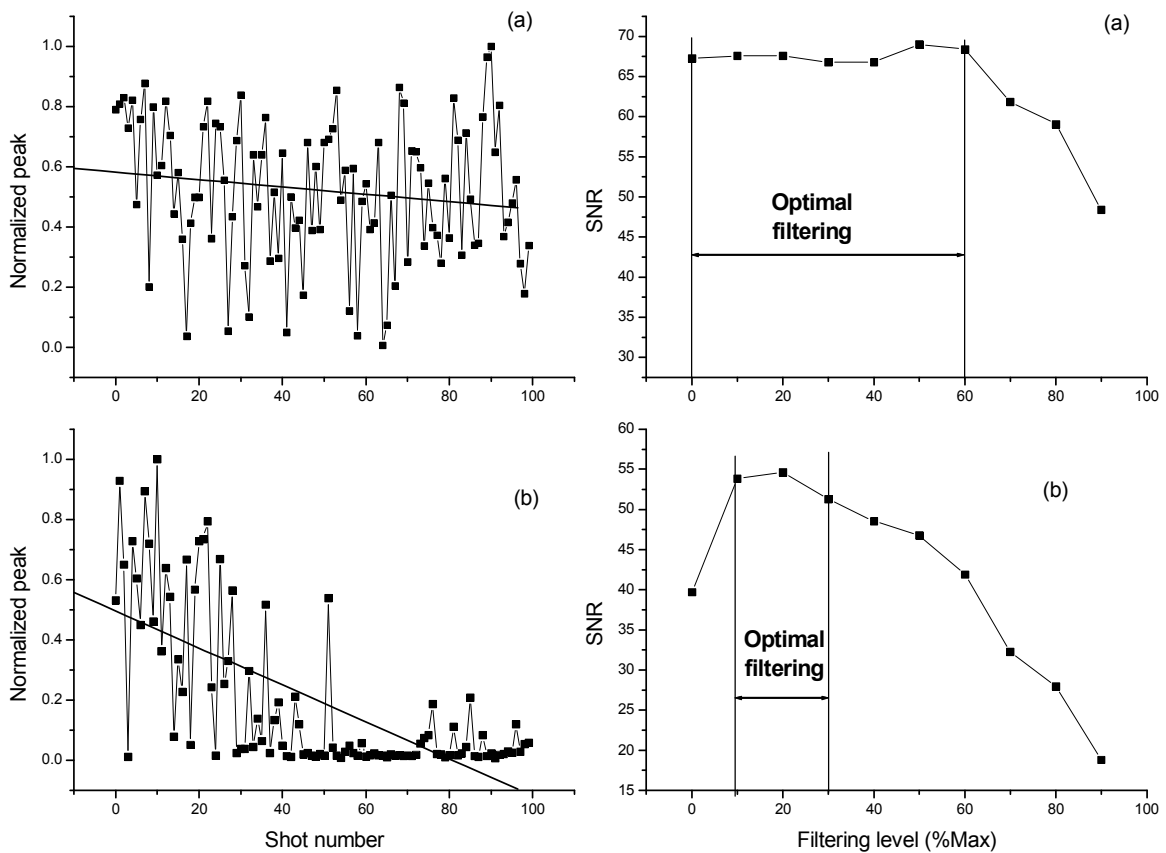 (a)
Normalized peak
1.0
0.8
0.6
0.4
0.2
0.0
0 20 40 60 80 100
(a)
SNR
70
65
60
55
50
45
40
35
30
Optimal
filtering
0 20 40 60 80 100
(b)
Normalized peak
1.0
0.8
0.6
0.4
0.2
0.0
0 20 40 60 80 100
Shot number
(b)
SNR
60
55
50
45
40
35
30
25
20
15
Optimal
filtering
0 20 40 60 80 100
Filtering level (%Max)